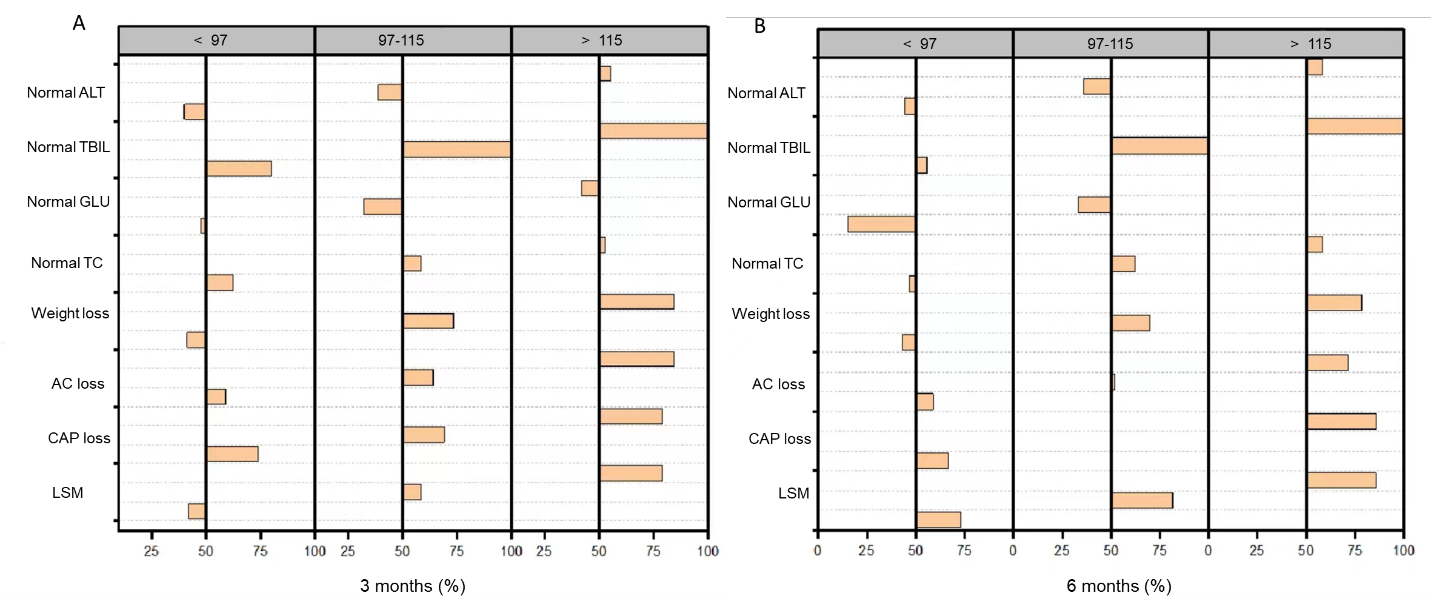 A
< 97
97-115
> 115
Normal ALT
Normal TBIL
Normal GLU
Normal TC
Weight loss
AC loss
CAP loss
LSM
25 50 75 100 25 50 75 100 25 50 75 100
3 months (%)
B
< 97
97-115
> 115
Normal ALT
Normal TBIL
Normal GLU
Normal TC
Weight loss
AC loss
CAP loss
LSM
0 25 50 75 0 25 50 75 0 25 50 75 100
6 months (%)